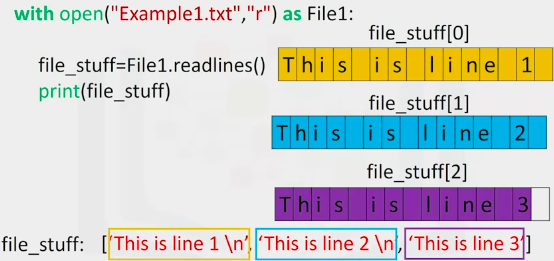 with open("Example1.txt","r") as File1:
file_stuff=File1.readlines()
print(file_stuff)
file_stuff[0]
This is line 1
file_stuff[1]
This is line 2
file_stuff[2]
This is line 3
file_stuff: [‘This is line 1 \n’, ‘This is line 2 \n’, ‘This is line 3’]